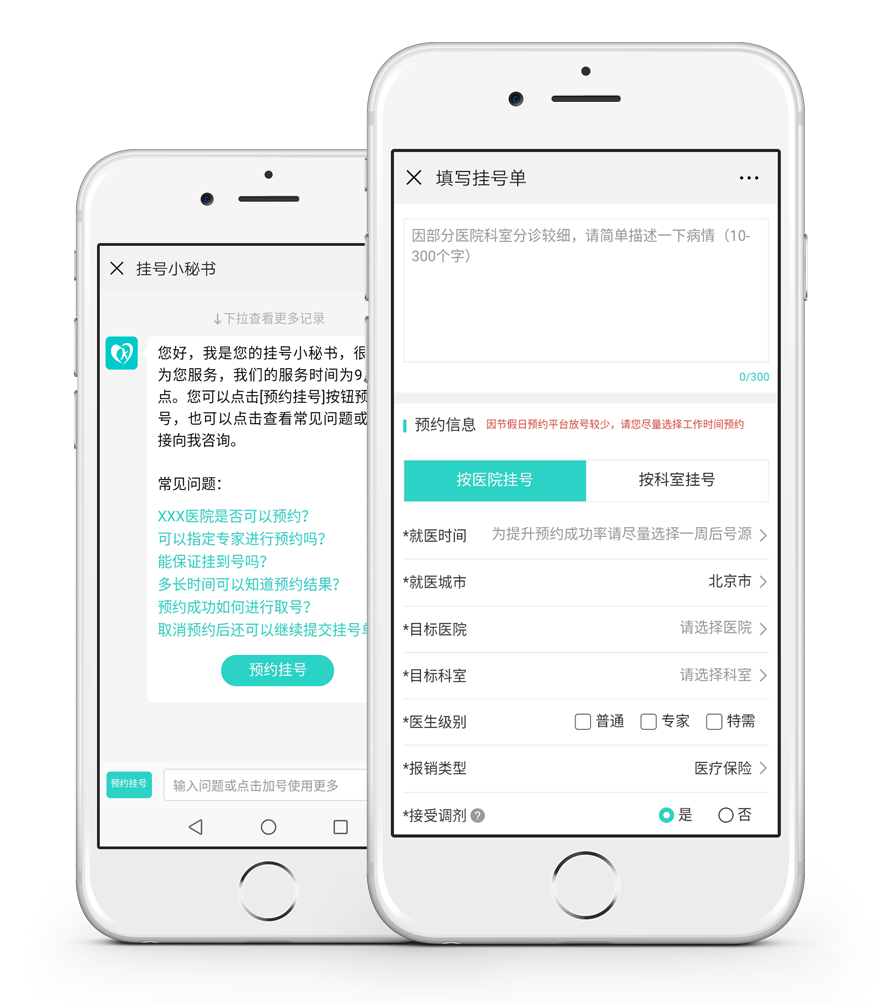 挂号小秘书
↓下拉查看更多记录
您好，我是您的挂号小秘书，很
为您服务，我们的服务时间为9
点。您可以点击[预约挂号]按钮预
号，也可以点击查看常见问题或
接向我咨询。
常见问题：
XXX医院是否可以预约？
可以指定专家进行预约吗？
能保证挂到号吗？
多长时间可以知道预约结果？
预约成功如何进行取号？
取消预约后还可以继续提交挂号单
预约挂号
预约挂号
输入问题或点击加号使用更多
填写挂号单
因部分医院科室分诊较细，请简单描述一下病情（10-
300个字）
0/300
预约信息 因节假日预约平台放号较少，请您尽量选择工作时间预约
按医院挂号 按科室挂号
*就医时间 为提升预约成功率请尽量选择一周后号源
*就医城市 北京市
*目标医院 请选择医院
*目标科室 请选择科室
*医生级别 普通 专家 特需
*报销类型 医疗保险
*接受调剂 ? 是 否